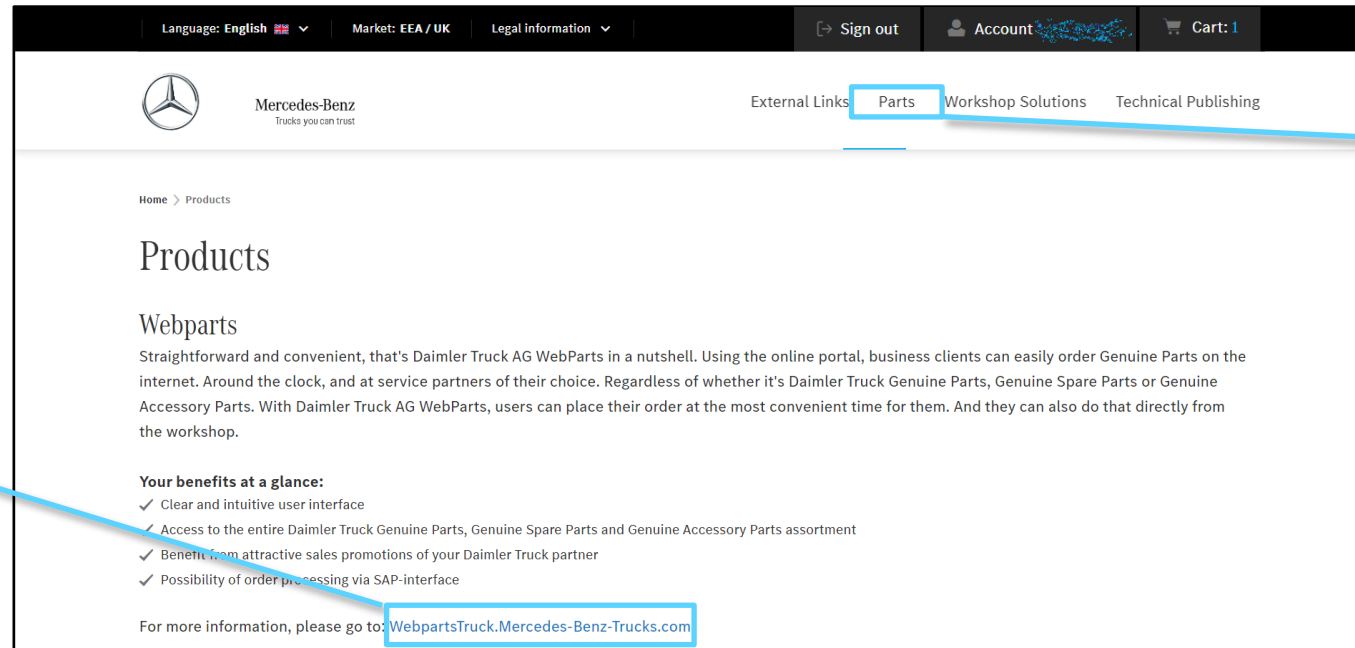 Language: English
Market: EEA / UK
Legal information
Sign out
Account
Cart: 1
Mercedes-Benz
Trucks you can trust
External Links
Parts
Workshop Solutions
Technical Publishing
Home > Products
Products
Webparts
Straightforward and convenient, that's Daimler Truck AG WebParts in a nutshell. Using the online portal, business clients can easily order Genuine Parts on the
internet. Around the clock, and at service partners of their choice. Regardless of whether it's Daimler Truck Genuine Parts, Genuine Spare Parts or Genuine
Accessory Parts. With Daimler Truck AG WebParts, users can place their order at the most convenient time for them. And they can also do that directly from
the workshop.
Your benefits at a glance:
Clear and intuitive user interface
Access to the entire Daimler Truck Genuine Parts, Genuine Spare Parts and Genuine Accessory Parts assortment
Benefit from attractive sales promotions of your Daimler Truck partner
Possibility of order processing via SAP-interface
For more information, please go to: WebpartsTruck.Mercedes-Benz-Trucks.com